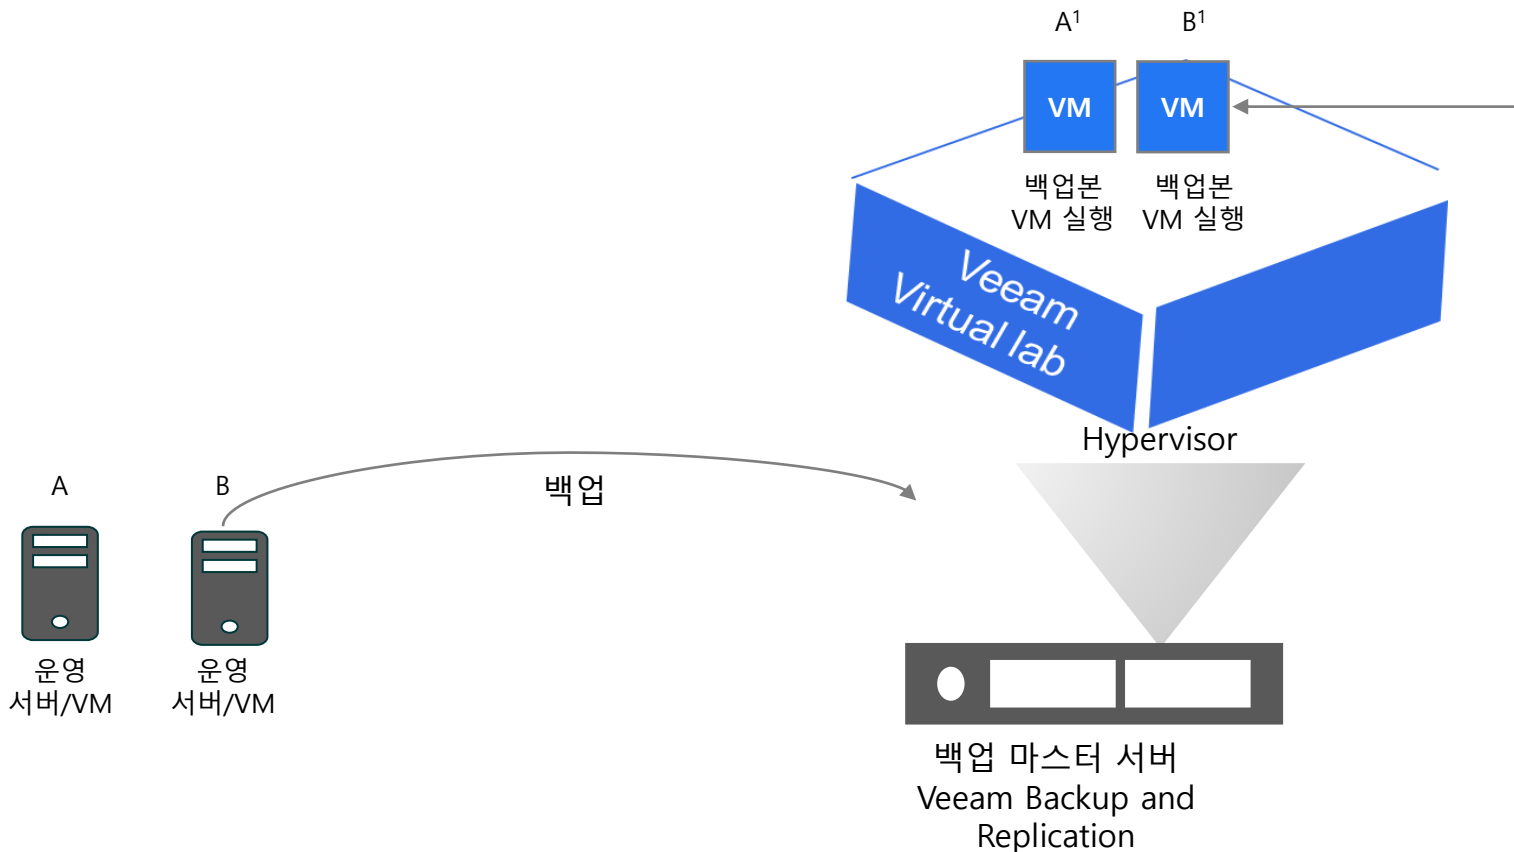 A¹
B¹
VM
VM
백업본
VM 실행
백업본
VM 실행
Veeam
Virtual lab
Hypervisor
A
B
백업
운영
서버/VM
운영
서버/VM
백업 마스터 서버
Veeam Backup and
Replication